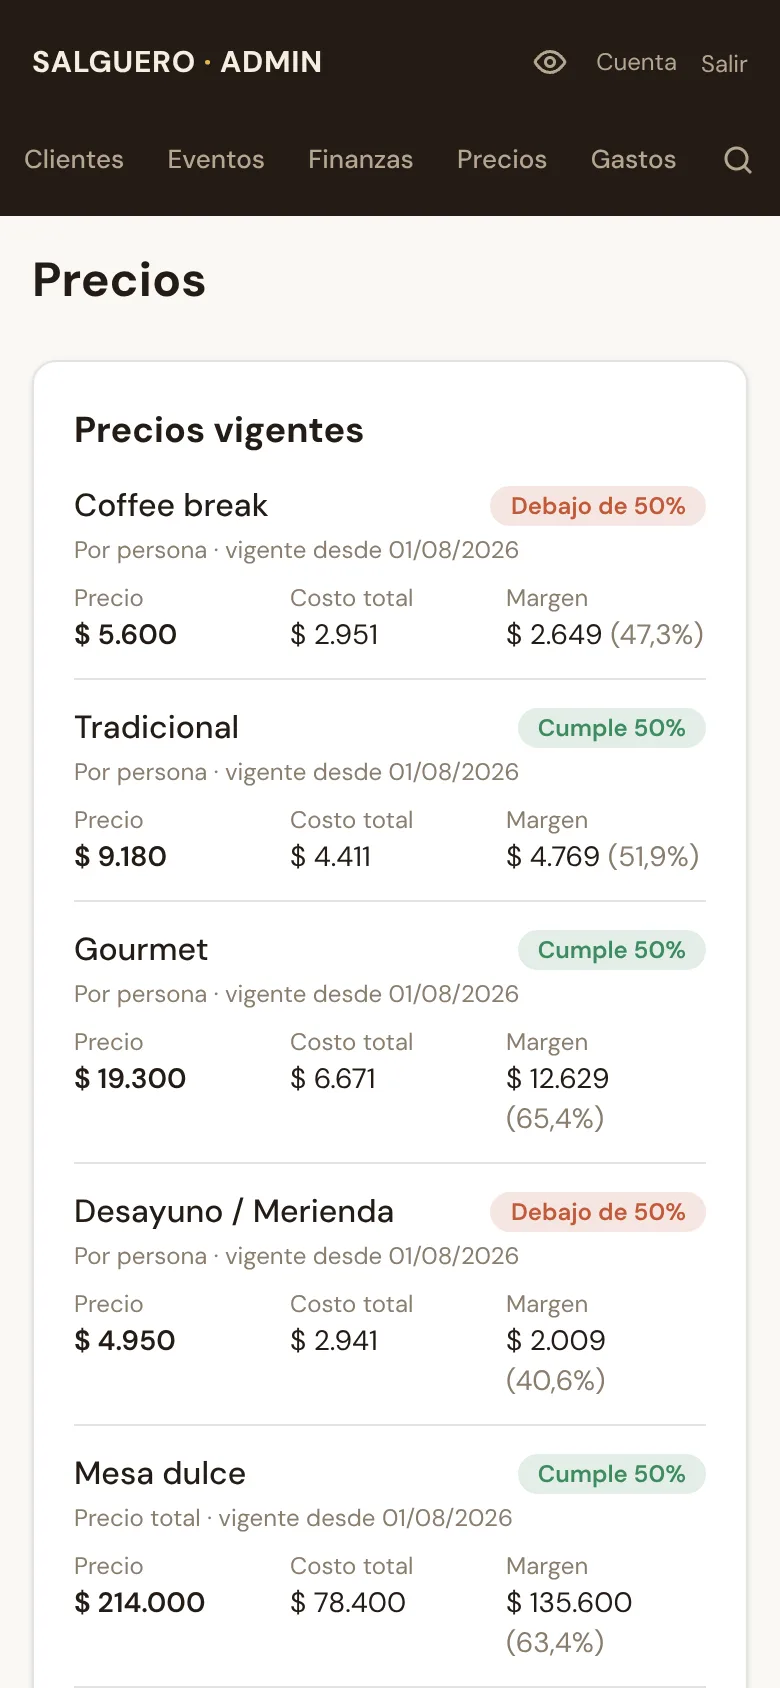 SALGUERO · ADMIN
Cuenta
Salir
Clientes
Eventos
Finanzas
Precios
Gastos
Precios
Precios vigentes
Coffee break
Debajo de 50%
Por persona · vigente desde 01/08/2026
Precio
Costo total
Margen
$ 5.600
$ 2.951
$ 2.649 (47,3%)
Tradicional
Cumple 50%
Por persona · vigente desde 01/08/2026
Precio
Costo total
Margen
$ 9.180
$ 4.411
$ 4.769 (51,9%)
Gourmet
Cumple 50%
Por persona · vigente desde 01/08/2026
Precio
Costo total
Margen
$ 19.300
$ 6.671
$ 12.629
(65,4%)
Desayuno / Merienda
Debajo de 50%
Por persona · vigente desde 01/08/2026
Precio
Costo total
Margen
$ 4.950
$ 2.941
$ 2.009
(40,6%)
Mesa dulce
Cumple 50%
Precio total · vigente desde 01/08/2026
Precio
Costo total
Margen
$ 214.000
$ 78.400
$ 135.600
(63,4%)